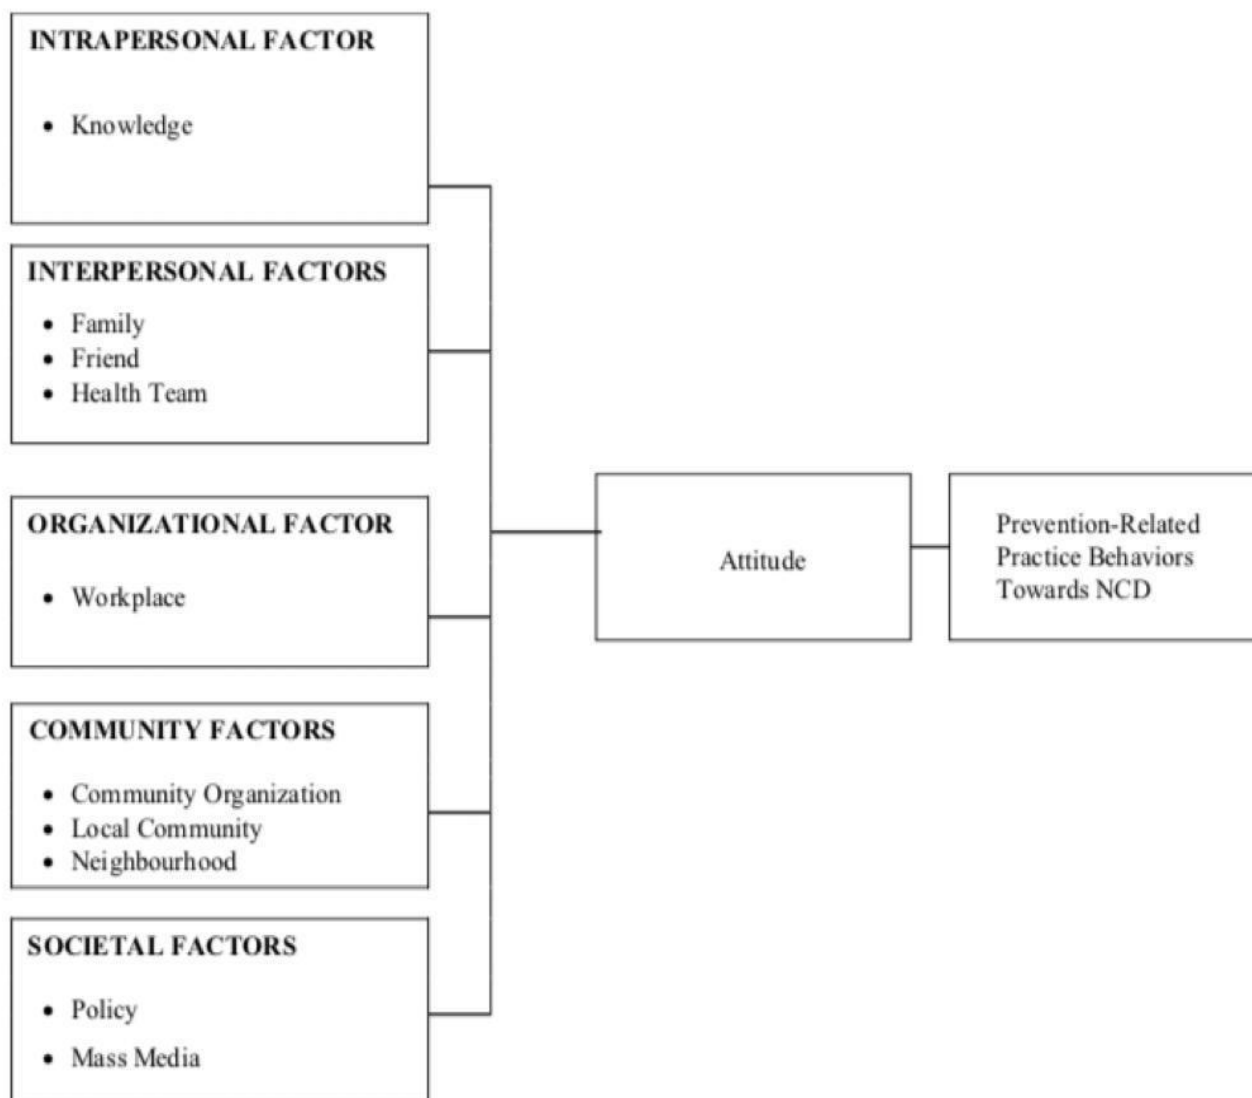 INTRAPERSONAL FACTOR
• Knowledge
INTERPERSONAL FACTORS
• Family
• Friend
• Health Team
ORGANIZATIONAL FACTOR
• Workplace
COMMUNITY FACTORS
• Community Organization
• Local Community
• Neighbourhood
SOCIETAL FACTORS
• Policy
• Mass Media
Attitude
Prevention-Related
Practice Behaviors
Towards NCD